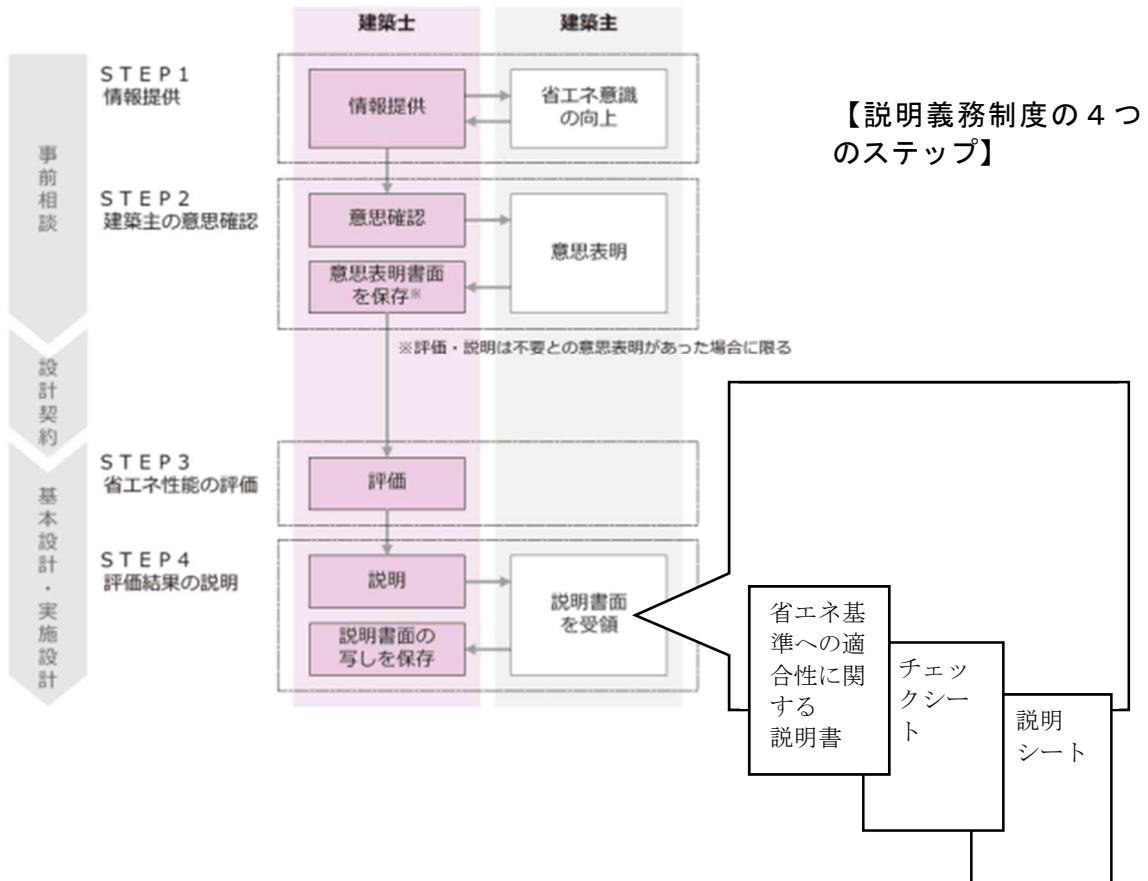 建築士
建築主
【説明義務制度の４つ
のステップ】
事前相談
設計契約
基本設計・実施設計
ＳＴＥＰ１
情報提供
情報提供
省エネ意識
の向上
ＳＴＥＰ２
建築主の意思確認
意思確認
意思表明
意思表明書面
を保存※
※評価・説明は不要との意思表明があった場合に限る
ＳＴＥＰ３
省エネ性能の評価
評価
ＳＴＥＰ４
評価結果の説明
説明
説明書面
を受領
説明書面の
写しを保存
省エネ基
準への適
合性に関
する
説明書
チェッ
クシー
ト
説明
シート